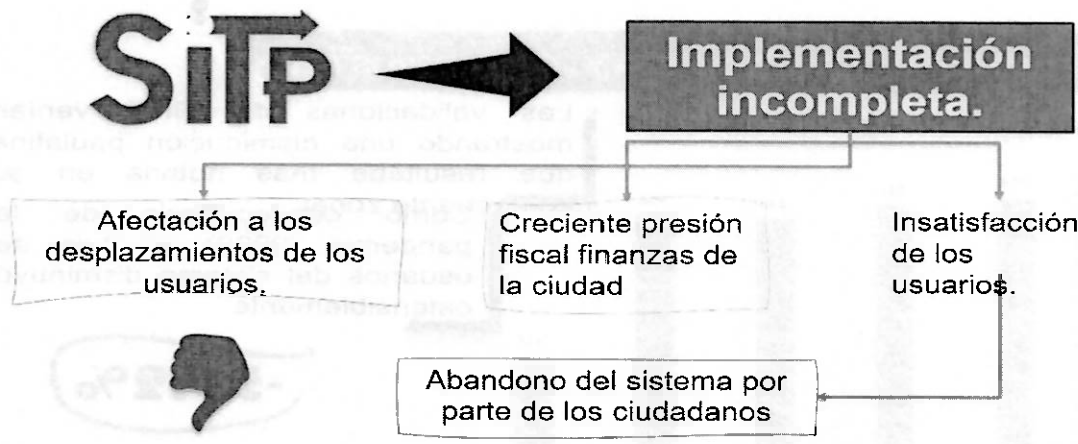 SiTP
Implementación
incompleta.
Afectación a los
desplazamientos de los
usuarios.
Creciente presión
fiscal finanzas de
la ciudad
Insatisfacción
de los
usuarios.
Abandono del sistema por
parte de los ciudadanos